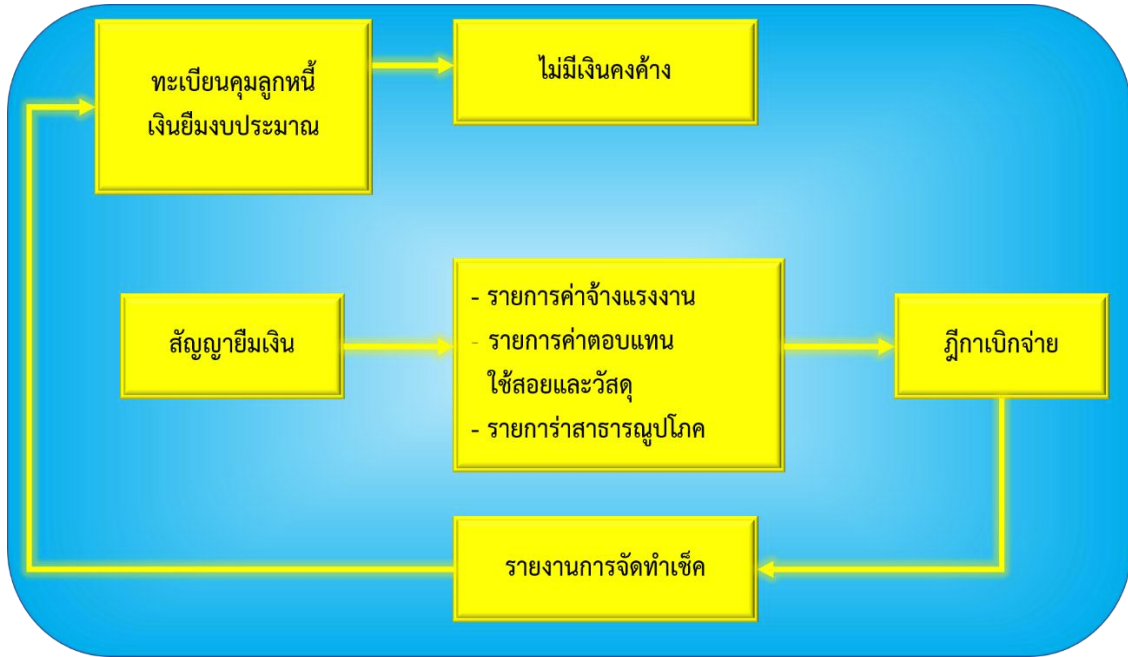 ทะเบียนคุมลูกหนี้
เงินยืมงบประมาณ
ไม่มีเงินคงค้าง
สัญญายืมเงิน
- รายการค่าจ้างแรงงาน
- รายการค่าตอบแทน
ใช้สอยและวัสดุ
- รายการ่าสาธารณูปโภค
ฎีกาเบิกจ่าย
รายงานการจัดทำเช็ค